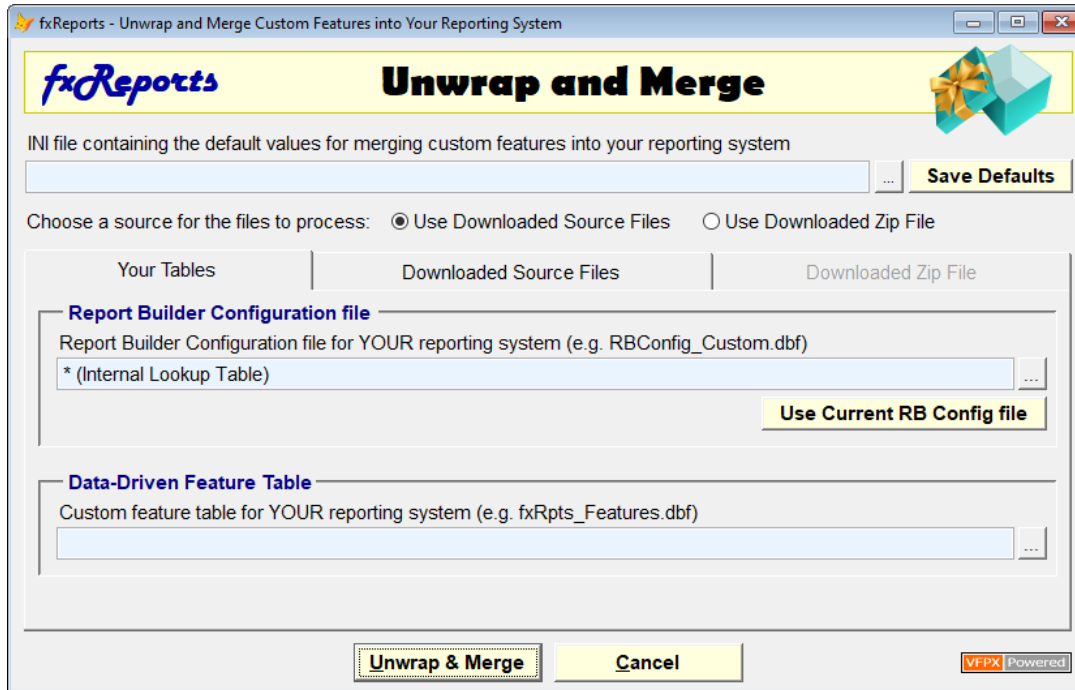 fxReports - Unwrap and Merge Custom Features into Your Reporting System
fxReports Unwrap and Merge
INI file containing the default values for merging custom features into your reporting system
... Save Defaults
Choose a source for the files to process: Use Downloaded Source Files Use Downloaded Zip File
Your Tables Downloaded Source Files Downloaded Zip File
Report Builder Configuration file
Report Builder Configuration file for YOUR reporting system (e.g. RBConfig_Custom.dbf)
* (Internal Lookup Table) ...
Use Current RB Config file
Data-Driven Feature Table
Custom feature table for YOUR reporting system (e.g. fxRpts_Features.dbf)
...
Unwrap & Merge Cancel VFPX Powered